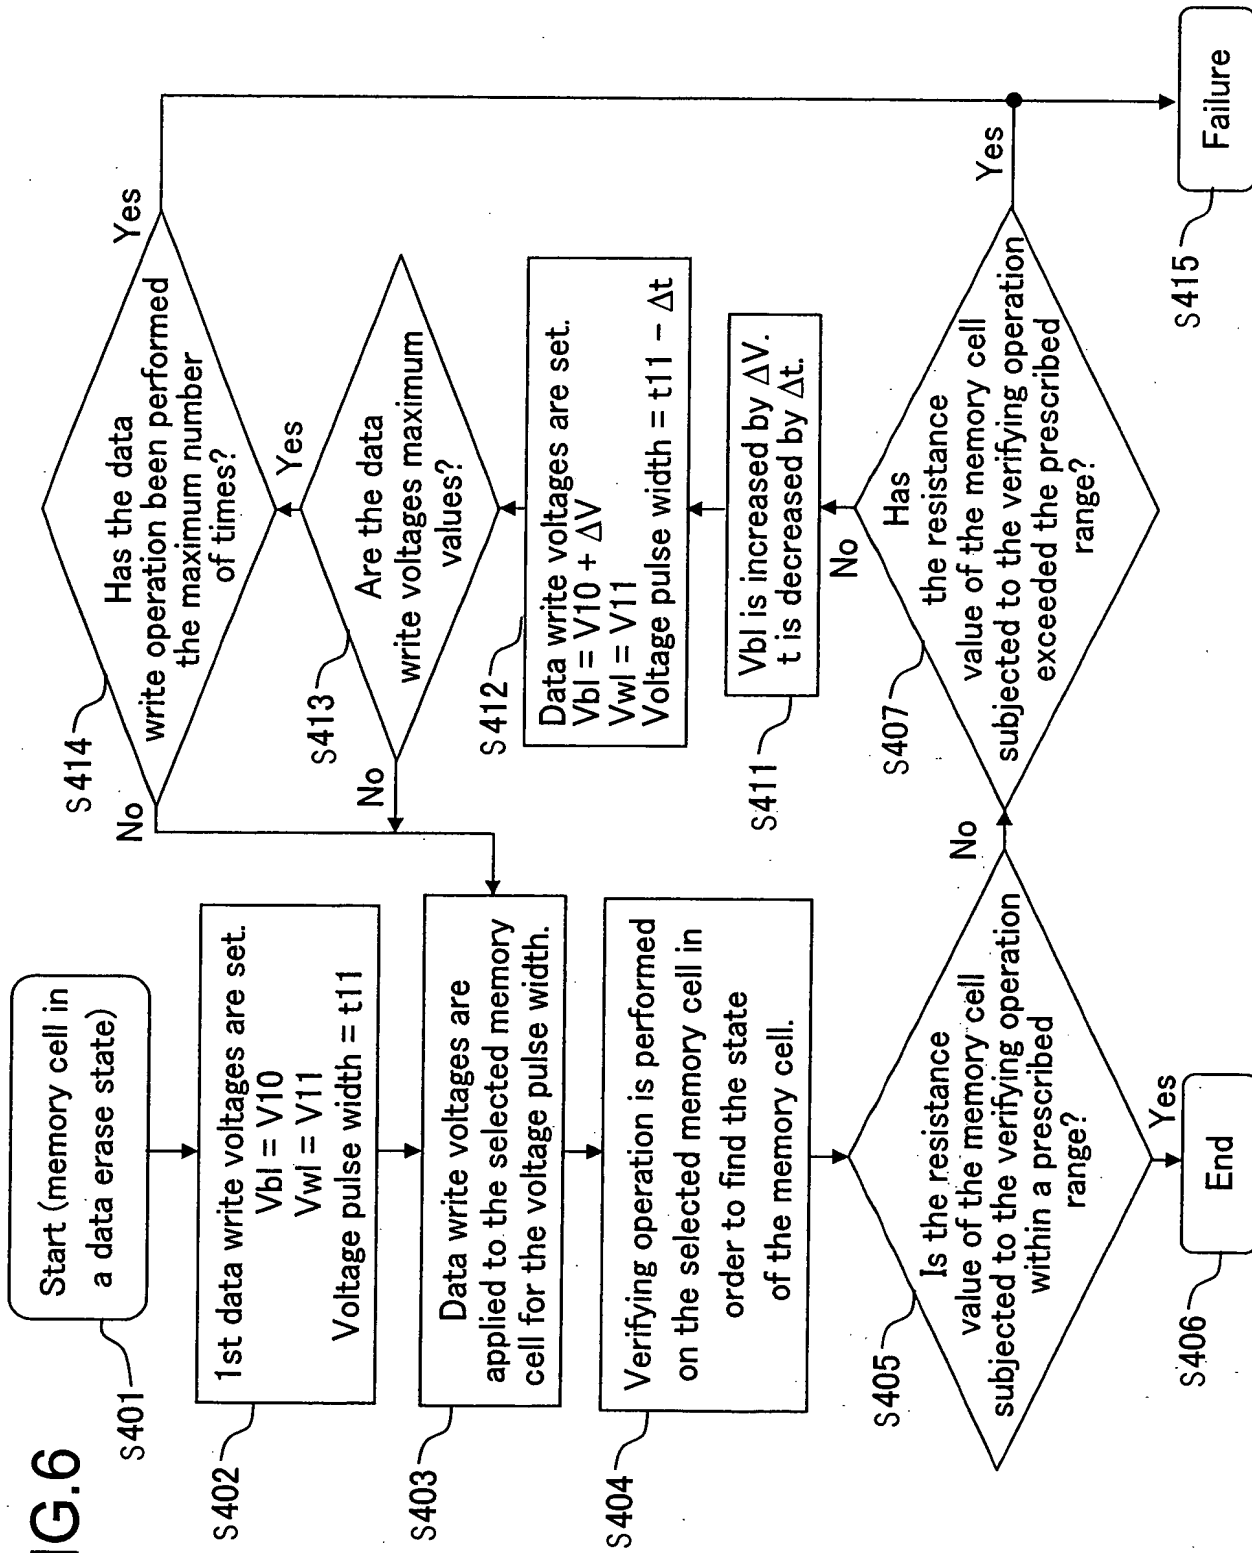 IG.6
S401
Start (memory cell in
a data erase state)
S402
1st data write voltages are set.
Vbl = V10
Vwl = V11
Voltage pulse width = t11
S403
Data write voltages are
applied to the selected memory
cell for the voltage pulse width.
S404
Verifying operation is performed
on the selected memory cell in
order to find the state
of the memory cell.
S405
Is the resistance
value of the memory cell
subjected to the verifying operation
within a prescribed
range?
Yes
S406
End
No
S407
Has
the resistance
value of the memory cell
subjected to the verifying operation
exceeded the prescribed
range?
No
Yes
S411
Vbl is increased by ΔV.
t is decreased by Δt.
S412
Data write voltages are set.
Vbl = V10 + ΔV
Vwl = V11
Voltage pulse width = t11 - Δt
S413
Are the data
write voltages maximum
values?
No
Yes
S414
Has the data
write operation been performed
the maximum number
of times?
No
Yes
S415
Failure